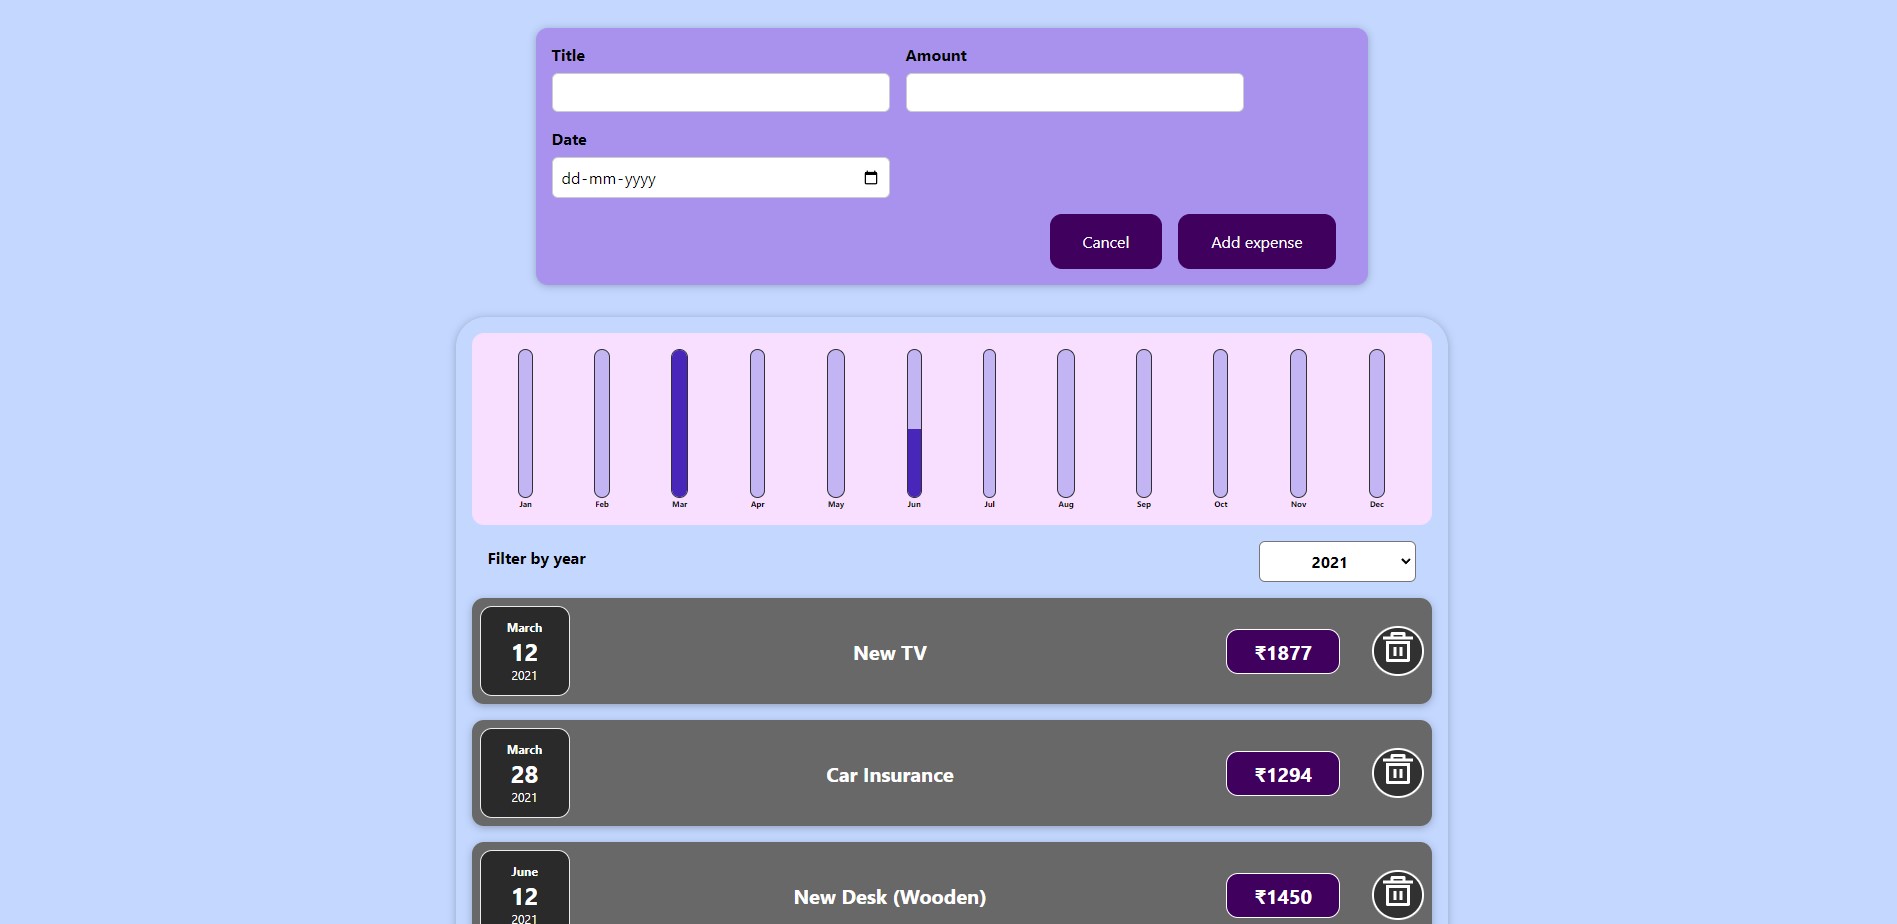 Title Amount
Date
dd-mm-yyyy
Cancel Add expense
Jan Feb Mar Apr May Jun Jul Aug Sep Oct Nov Dec
Filter by year 2021
March
12
2021
New TV
₹1877
March
28
2021
Car Insurance
₹1294
June
12
2021
New Desk (Wooden)
₹1450